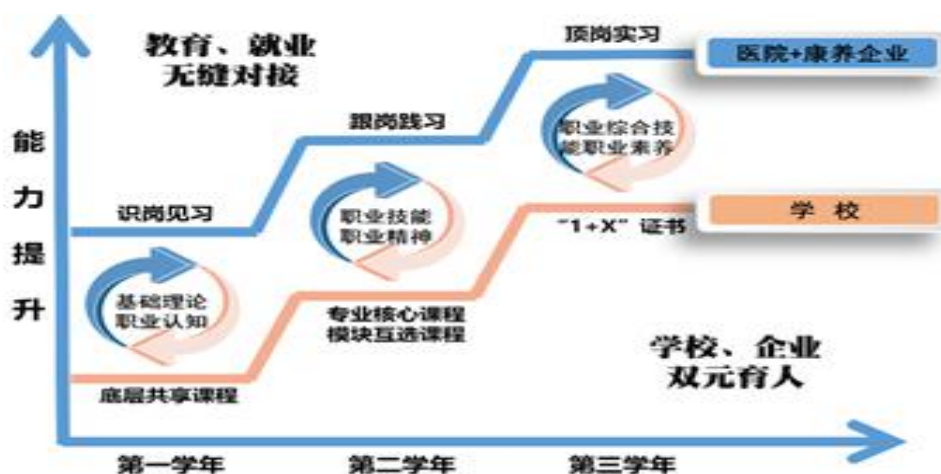 教育、就业
无缝对接
顶岗实习
医院+康养企业
跟岗践习
职业综合技
能职业素养
能力提升
识岗见习
职业技能
职业精神
"1+X"证书
学校
基础理论
职业认知
专业核心课程
模块互选课程
学校、企业
双元育人
底层共享课程
第一学年
第二学年
第三学年